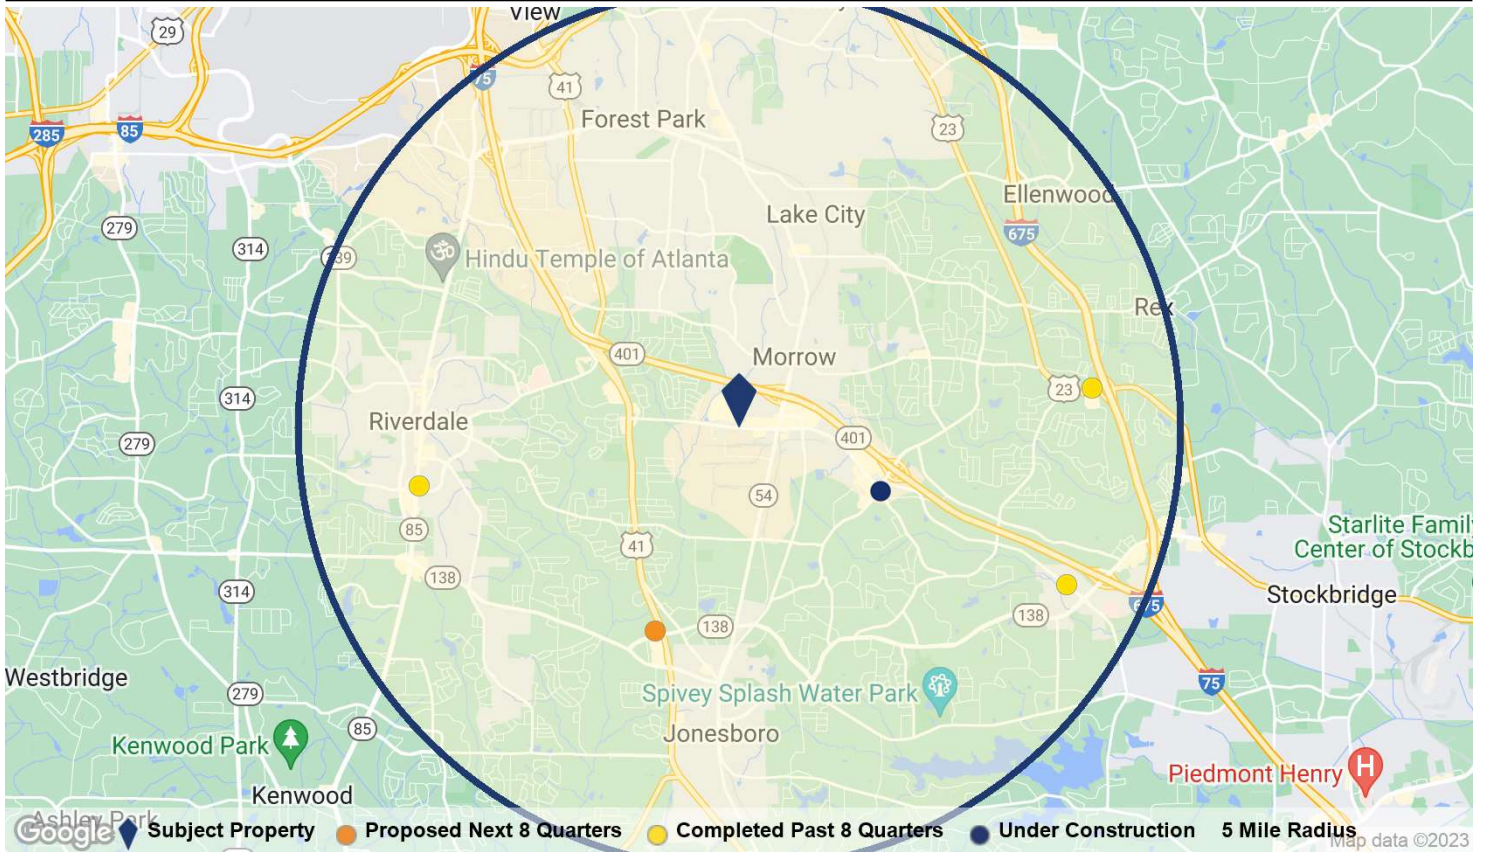 View
29
75
41
285
85
Forest Park
23
Ellenwood
Lake City
279
675
314
Hindu Temple of Atlanta
Rex
401
Morrow
23
314
Riverdale
401
279
54
85
Starlite Family
Center of Stockb
41
138
314
Stockbridge
675
138
138
Westbridge
75
279
Spivey Splash Water Park
85
Jonesboro
Kenwood Park
Piedmont Henry
H
Kenwood
Ashley Park
Google
Subject Property Proposed Next 8 Quarters Completed Past 8 Quarters Under Construction 5 Mile Radius
Map data ©2023